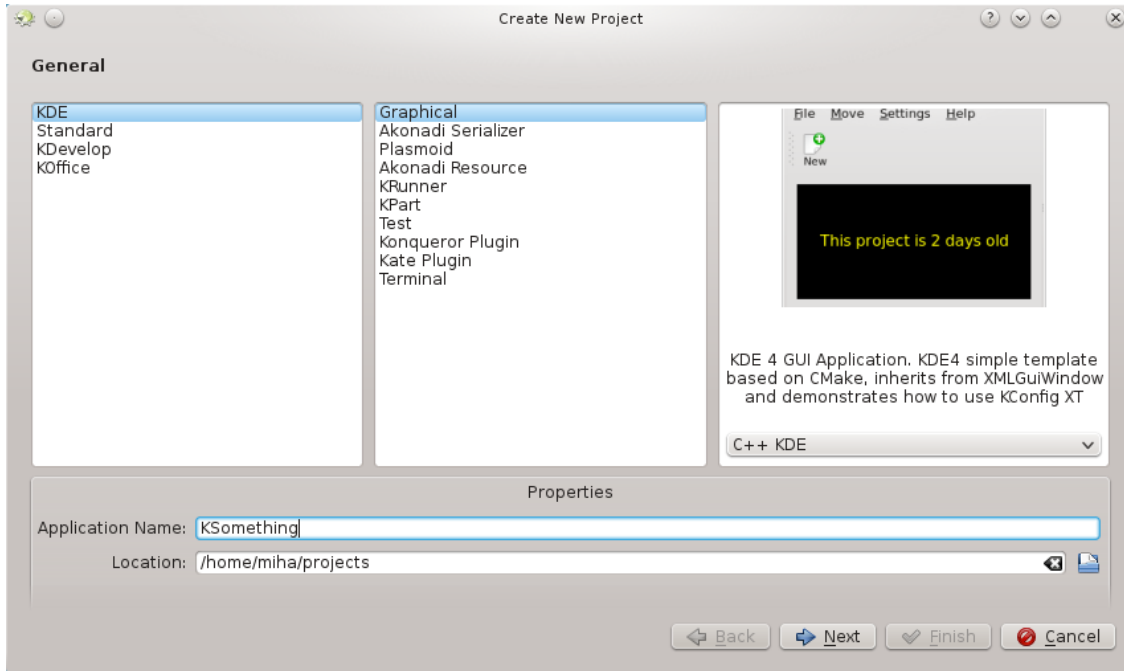 Create New Project
General
KDE
Standard
KDevelop
KOffice
Graphical
Akonadi Serializer
Plasmoid
Akonadi Resource
KRunner
KPart
Test
Konqueror Plugin
Kate Plugin
Terminal
File Move Settings Help
New
This project is 2 days old
KDE 4 GUI Application. KDE4 simple template
based on CMake, inherits from XMLGuiWindow
and demonstrates how to use KConfig XT
C++ KDE
Properties
Application Name: KSomething
Location: /home/miha/projects
Back Next Finish Cancel